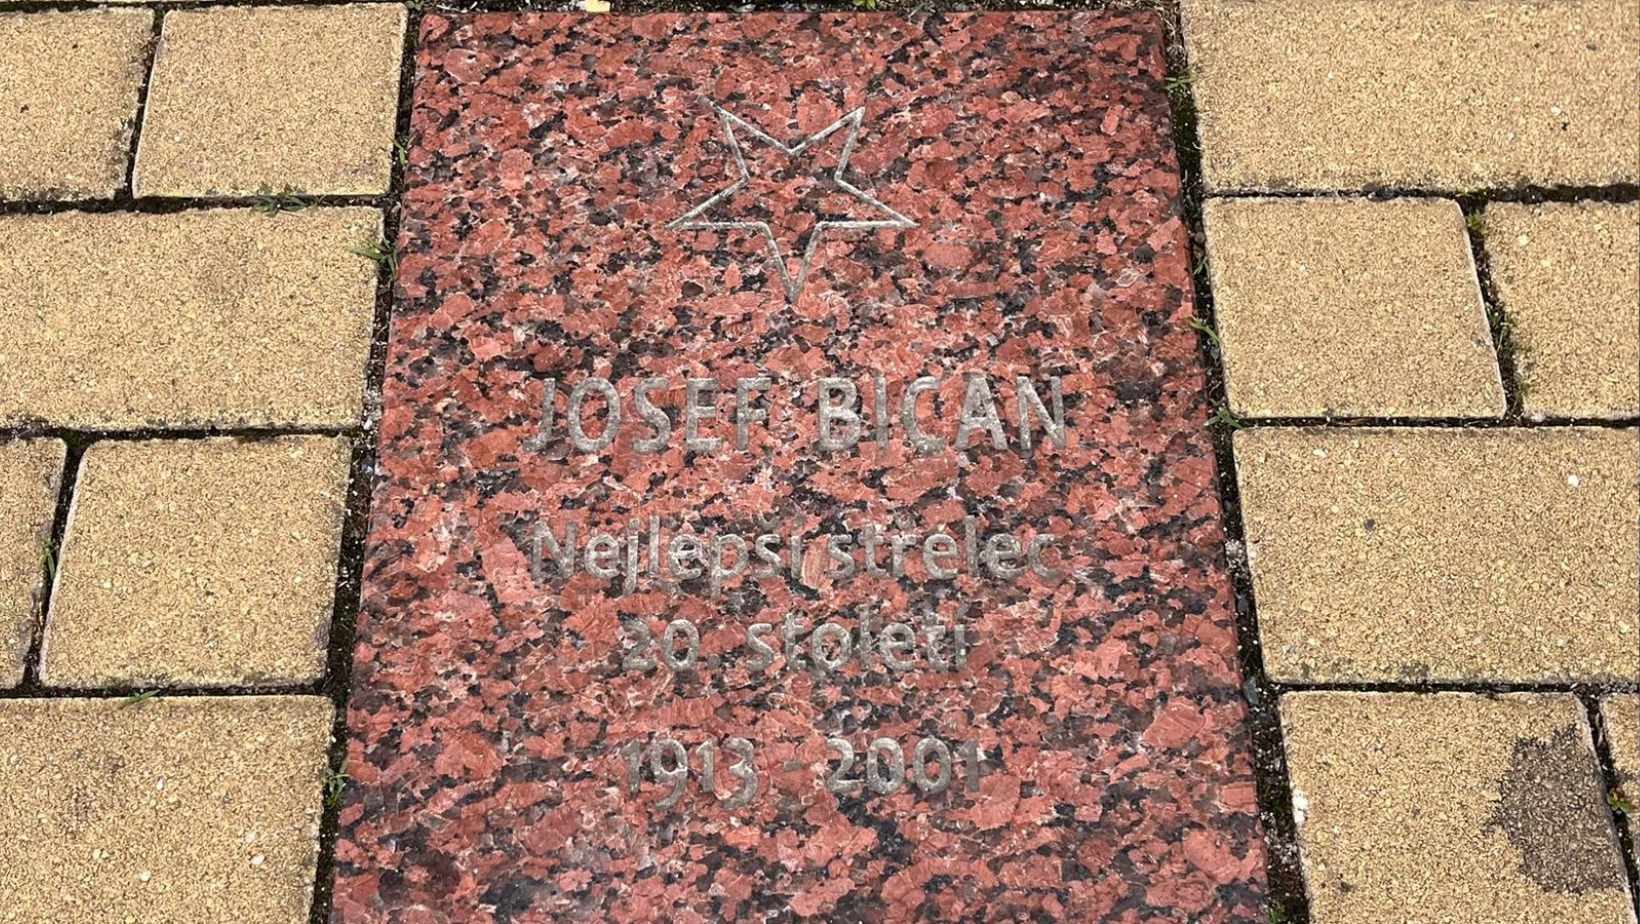 JOSEF BICAN
Nejlepší střelec
20. století
1913 - 2001